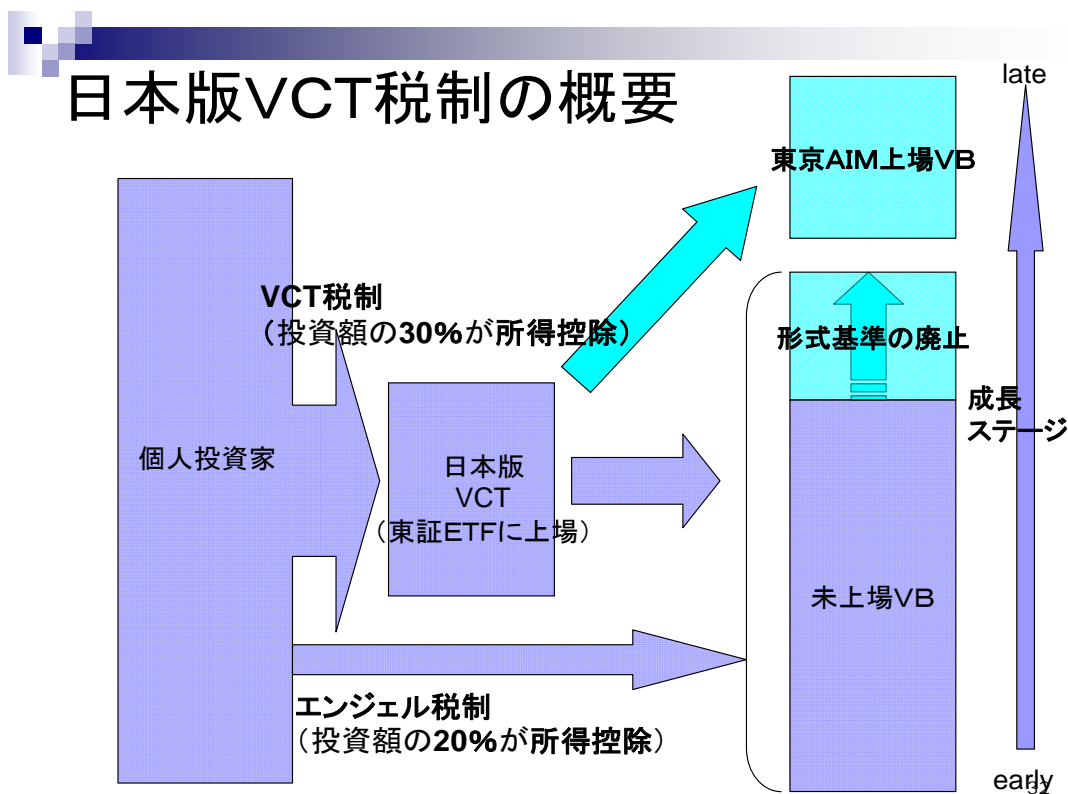 日本版VCT税制の概要
late
東京AIM上場VB
VCT税制
（投資額の30%が所得控除）
形式基準の廃止
成長
ステージ
個人投資家
日本版
VCT
（東証ETFに上場）
未上場VB
エンジェル税制
（投資額の20%が所得控除）
early
32